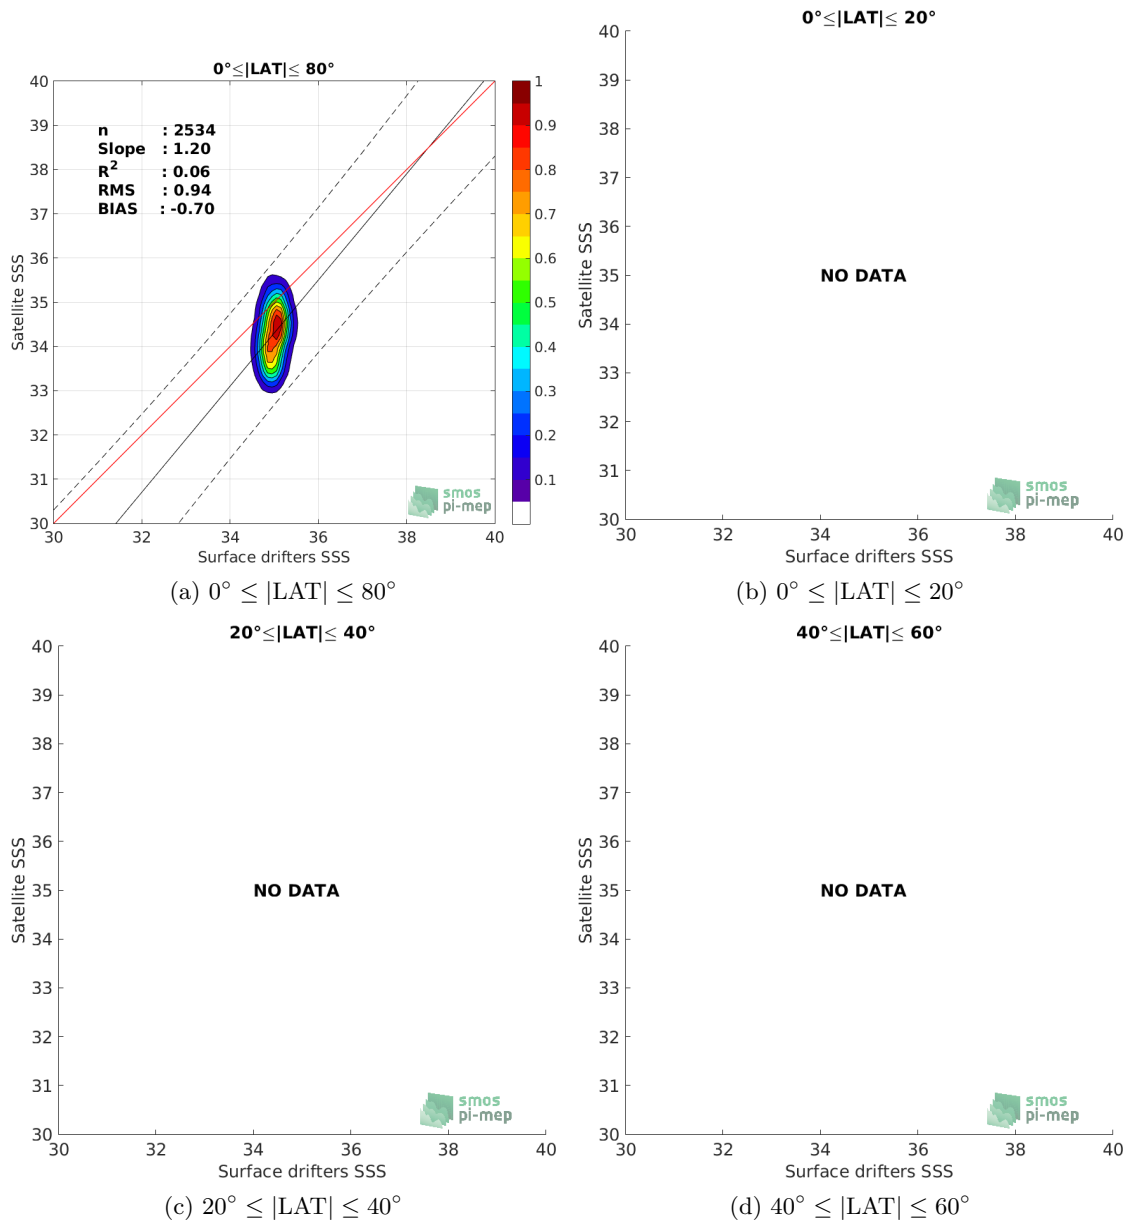 0°≤|LAT|≤ 80°
40
39
38
37
36
35
34
33
32
31
30
Satellite SSS
n : 2534
Slope : 1.20
R2 : 0.06
RMS : 0.94
BIAS : -0.70
1
0.9
0.8
0.7
0.6
0.5
0.4
0.3
0.2
0.1
smos
pi-mep
30 32 34 36 38 40
Surface drifters SSS
(a) 0° ≤ |LAT| ≤ 80°
0°≤|LAT|≤ 20°
40
39
38
37
36
35
34
33
32
31
30
Satellite SSS
NO DATA
smos
pi-mep
30 32 34 36 38 40
Surface drifters SSS
(b) 0° ≤ |LAT| ≤ 20°
20°≤|LAT|≤ 40°
40
39
38
37
36
35
34
33
32
31
30
Satellite SSS
NO DATA
smos
pi-mep
30 32 34 36 38 40
Surface drifters SSS
(c) 20° ≤ |LAT| ≤ 40°
40°≤|LAT|≤ 60°
40
39
38
37
36
35
34
33
32
31
30
Satellite SSS
NO DATA
smos
pi-mep
30 32 34 36 38 40
Surface drifters SSS
(d) 40° ≤ |LAT| ≤ 60°